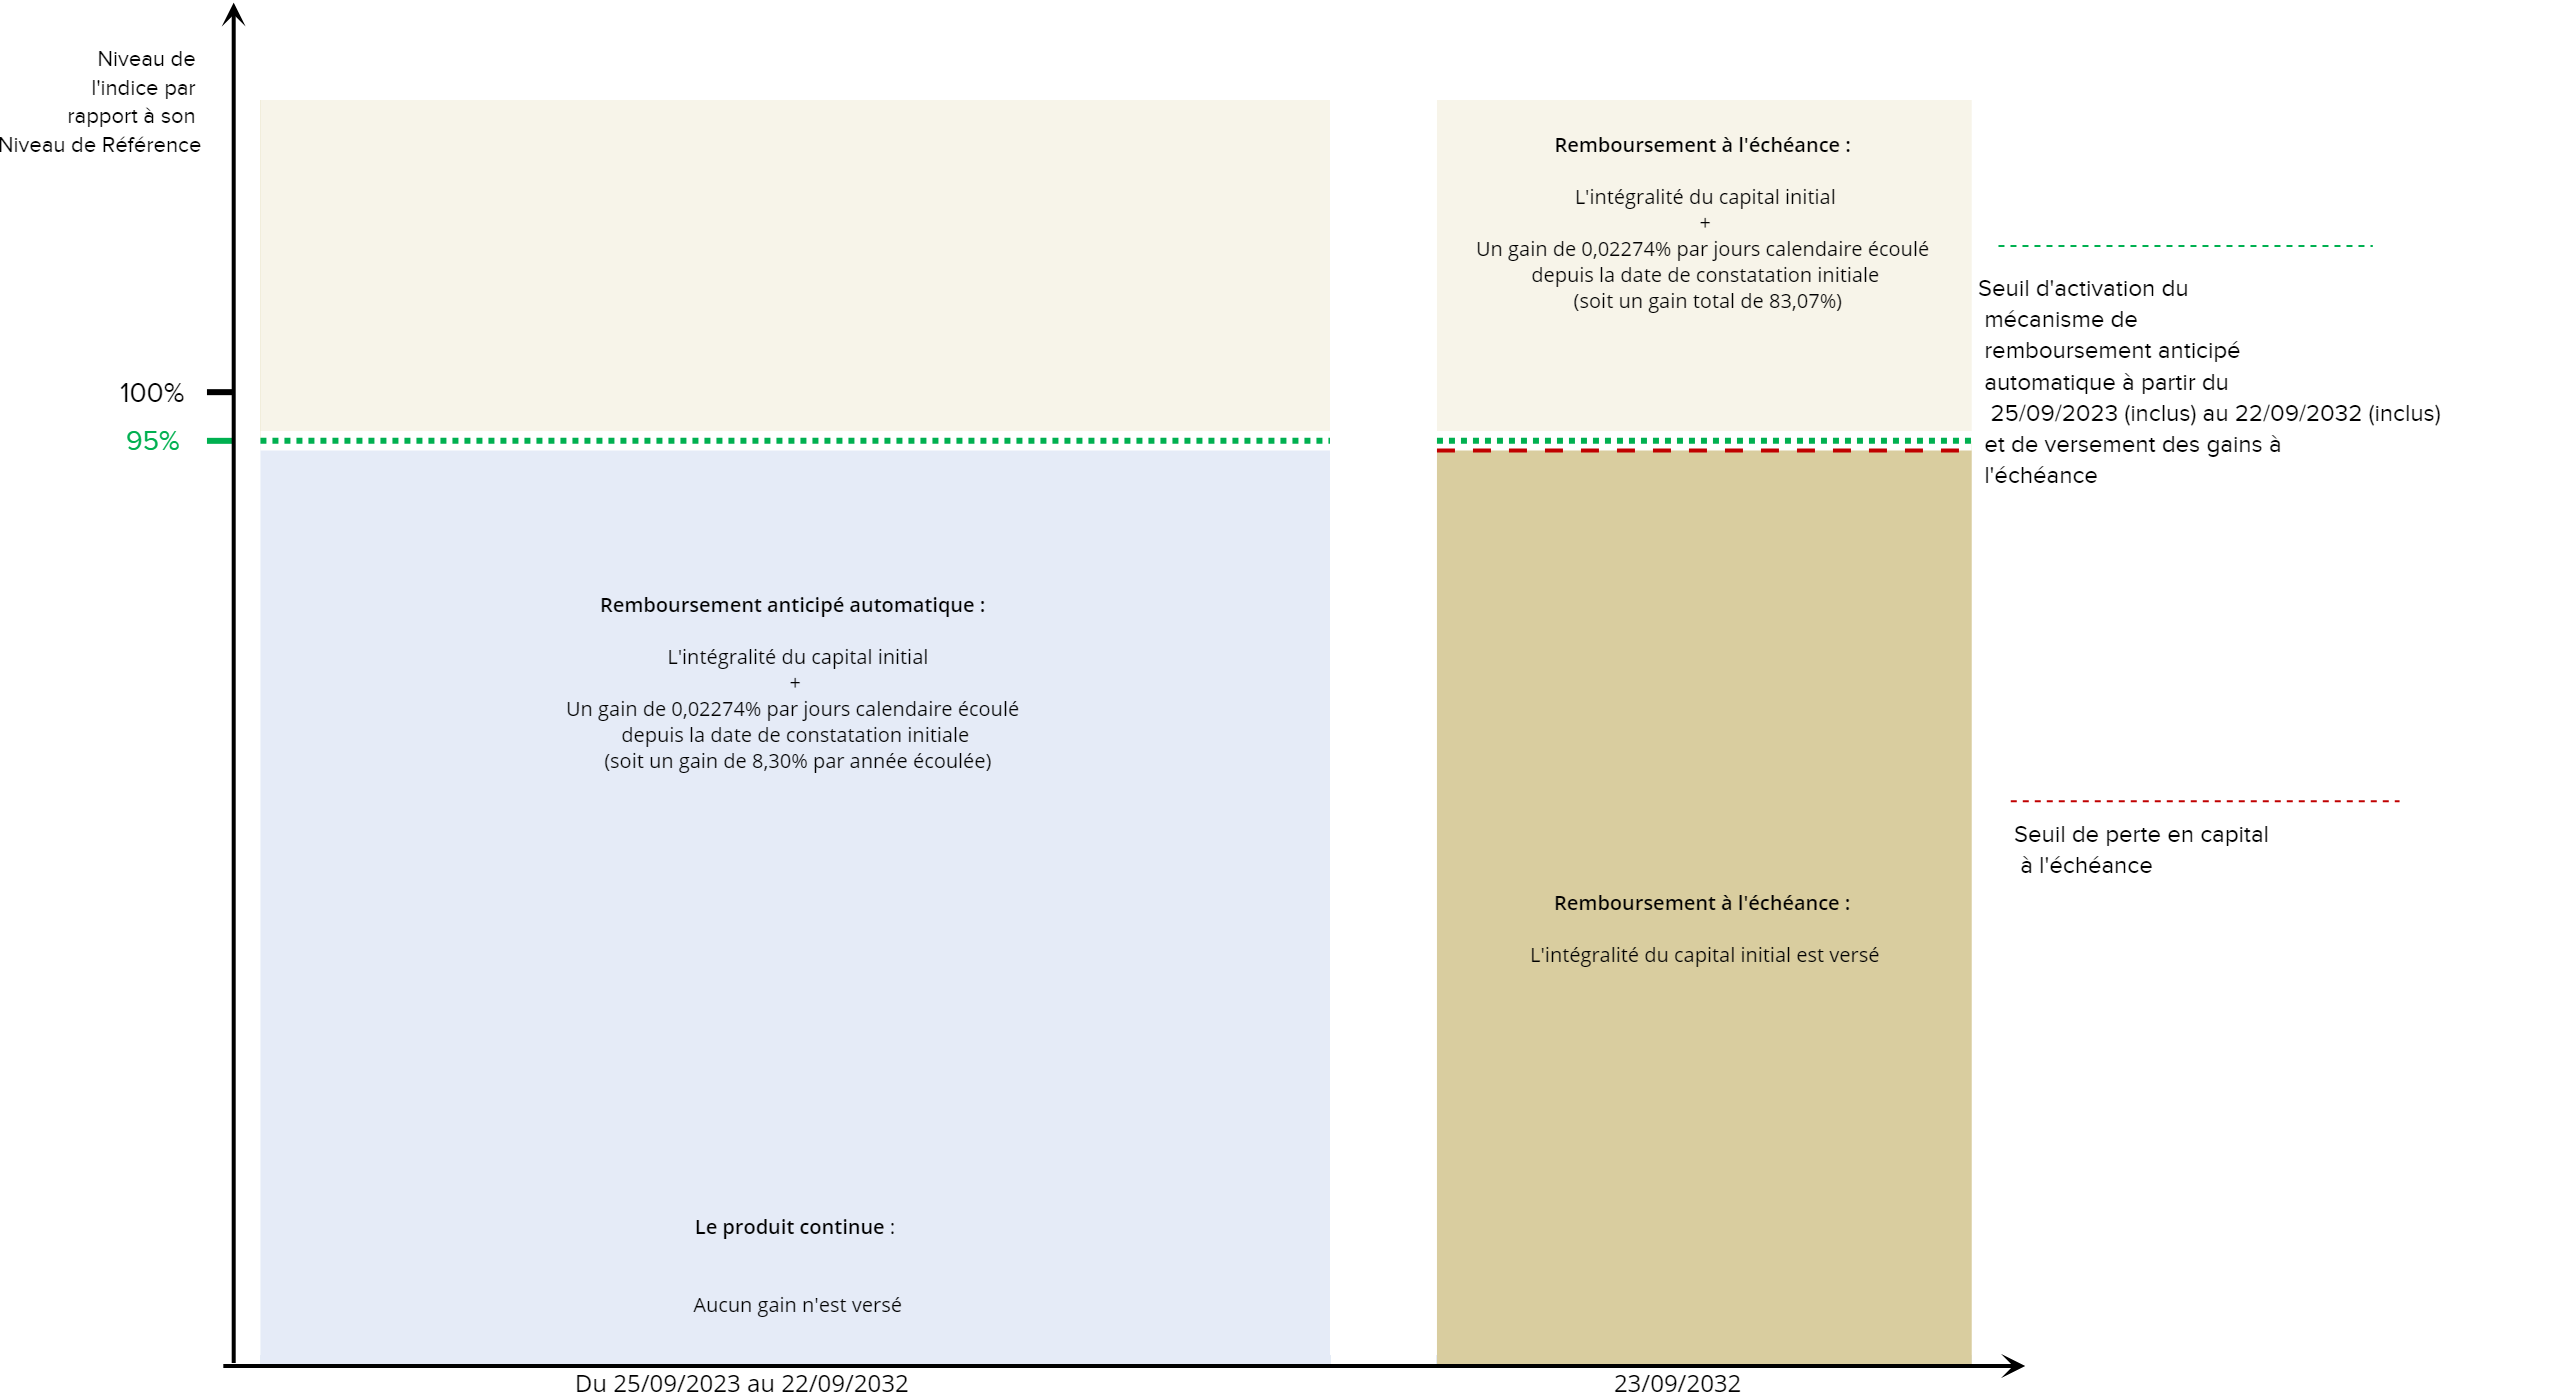 Niveau de
l'indice par
rapport à son
Niveau de Référence
100%
95%
Remboursement anticipé automatique :
L'intégralité du capital initial
+
Un gain de 0,02274% par jours calendaire écoulé
depuis la date de constatation initiale
(soit un gain de 8,30% par année écoulée)
Le produit continue :
Aucun gain n'est versé
Remboursement à l'échéance :
L'intégralité du capital initial
+
Un gain de 0,02274% par jours calendaire écoulé
depuis la date de constatation initiale
(soit un gain total de 83,07%)
Remboursement à l'échéance :
L'intégralité du capital initial est versé
Seuil d'activation du
mécanisme de
remboursement anticipé
automatique à partir du
25/09/2023 (inclus) au 22/09/2032 (inclus)
et de versement des gains à
l'échéance
Seuil de perte en capital
à l'échéance
Du 25/09/2023 au 22/09/2032
23/09/2032